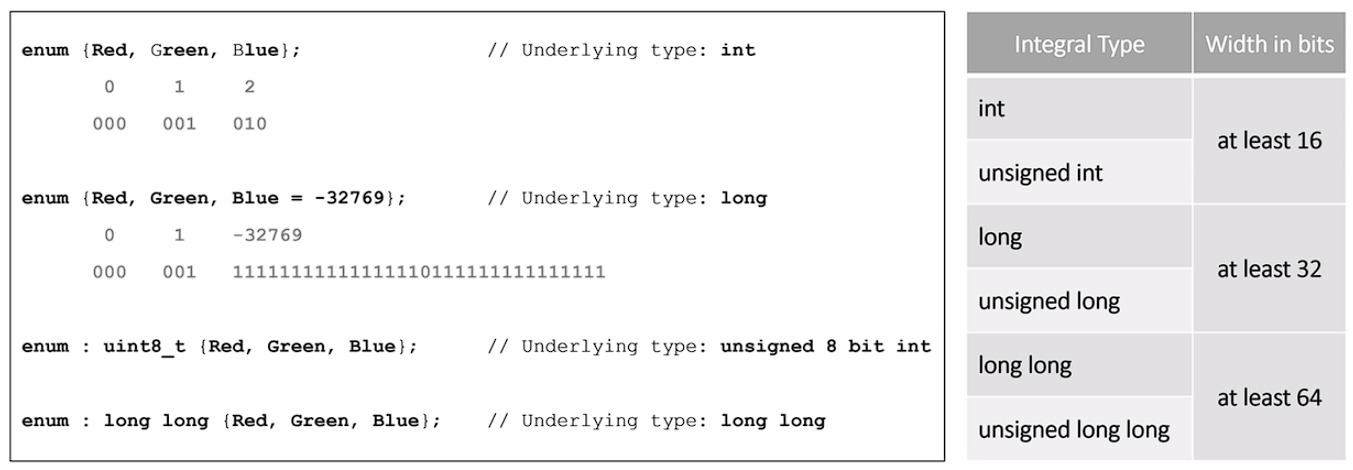 enum {Red, Green, Blue}; // Underlying type: int
0 1 2
000 001 010
enum {Red, Green, Blue = -32769}; // Underlying type: long
0 1 -32769
000 001 11111111111111110111111111111111
enum : uint8_t {Red, Green, Blue}; // Underlying type: unsigned 8 bit int
enum : long long {Red, Green, Blue}; // Underlying type: long long
Integral Type Width in bits
int
at least 16
unsigned int
long
at least 32
unsigned long
long long
at least 64
unsigned long long